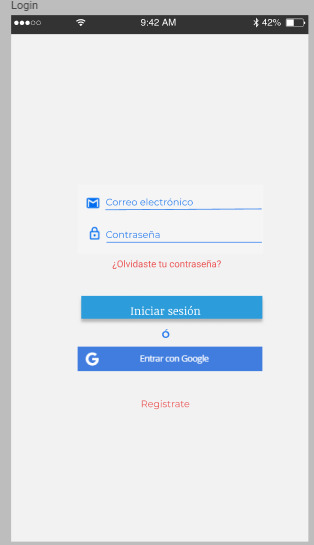 Login
9:42 AM
42%
Correo electrónico
Contraseña
¿Olvidaste tu contraseña?
Iniciar sesión
Ó
G Entrar con Google
Registrate